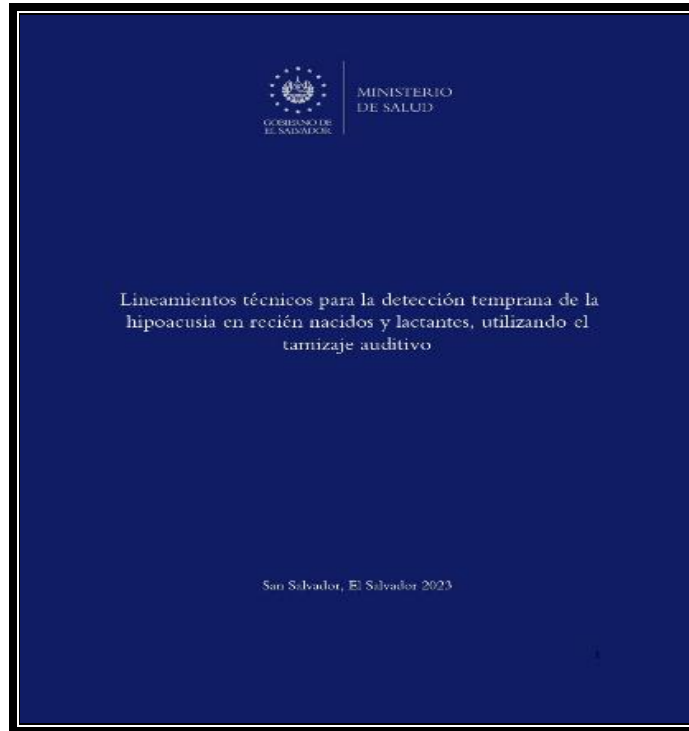 MINISTERIO
DE SALUD
GOBIERNO DE
EL SALVADOR
Lineamientos técnicos para la detección temprana de la
hipoacusia en recién nacidos y lactantes, utilizando el
tamizaje auditivo
San Salvador, El Salvador 2023